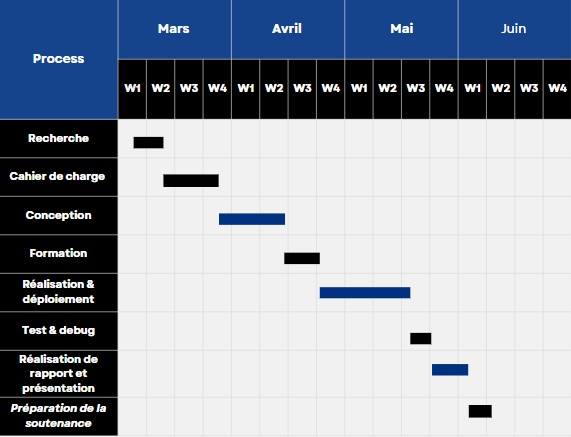 Process
Mars Avril Mai Juin
W1 W2 W3 W4 W1 W2 W3 W4 W1 W2 W3 W4 W1 W2 W3 W4
Recherche
Cahier de charge
Conception
Formation
Réalisation &
déploiement
Test & debug
Réalisation de
rapport et
présentation
Préparation de la
soutenance